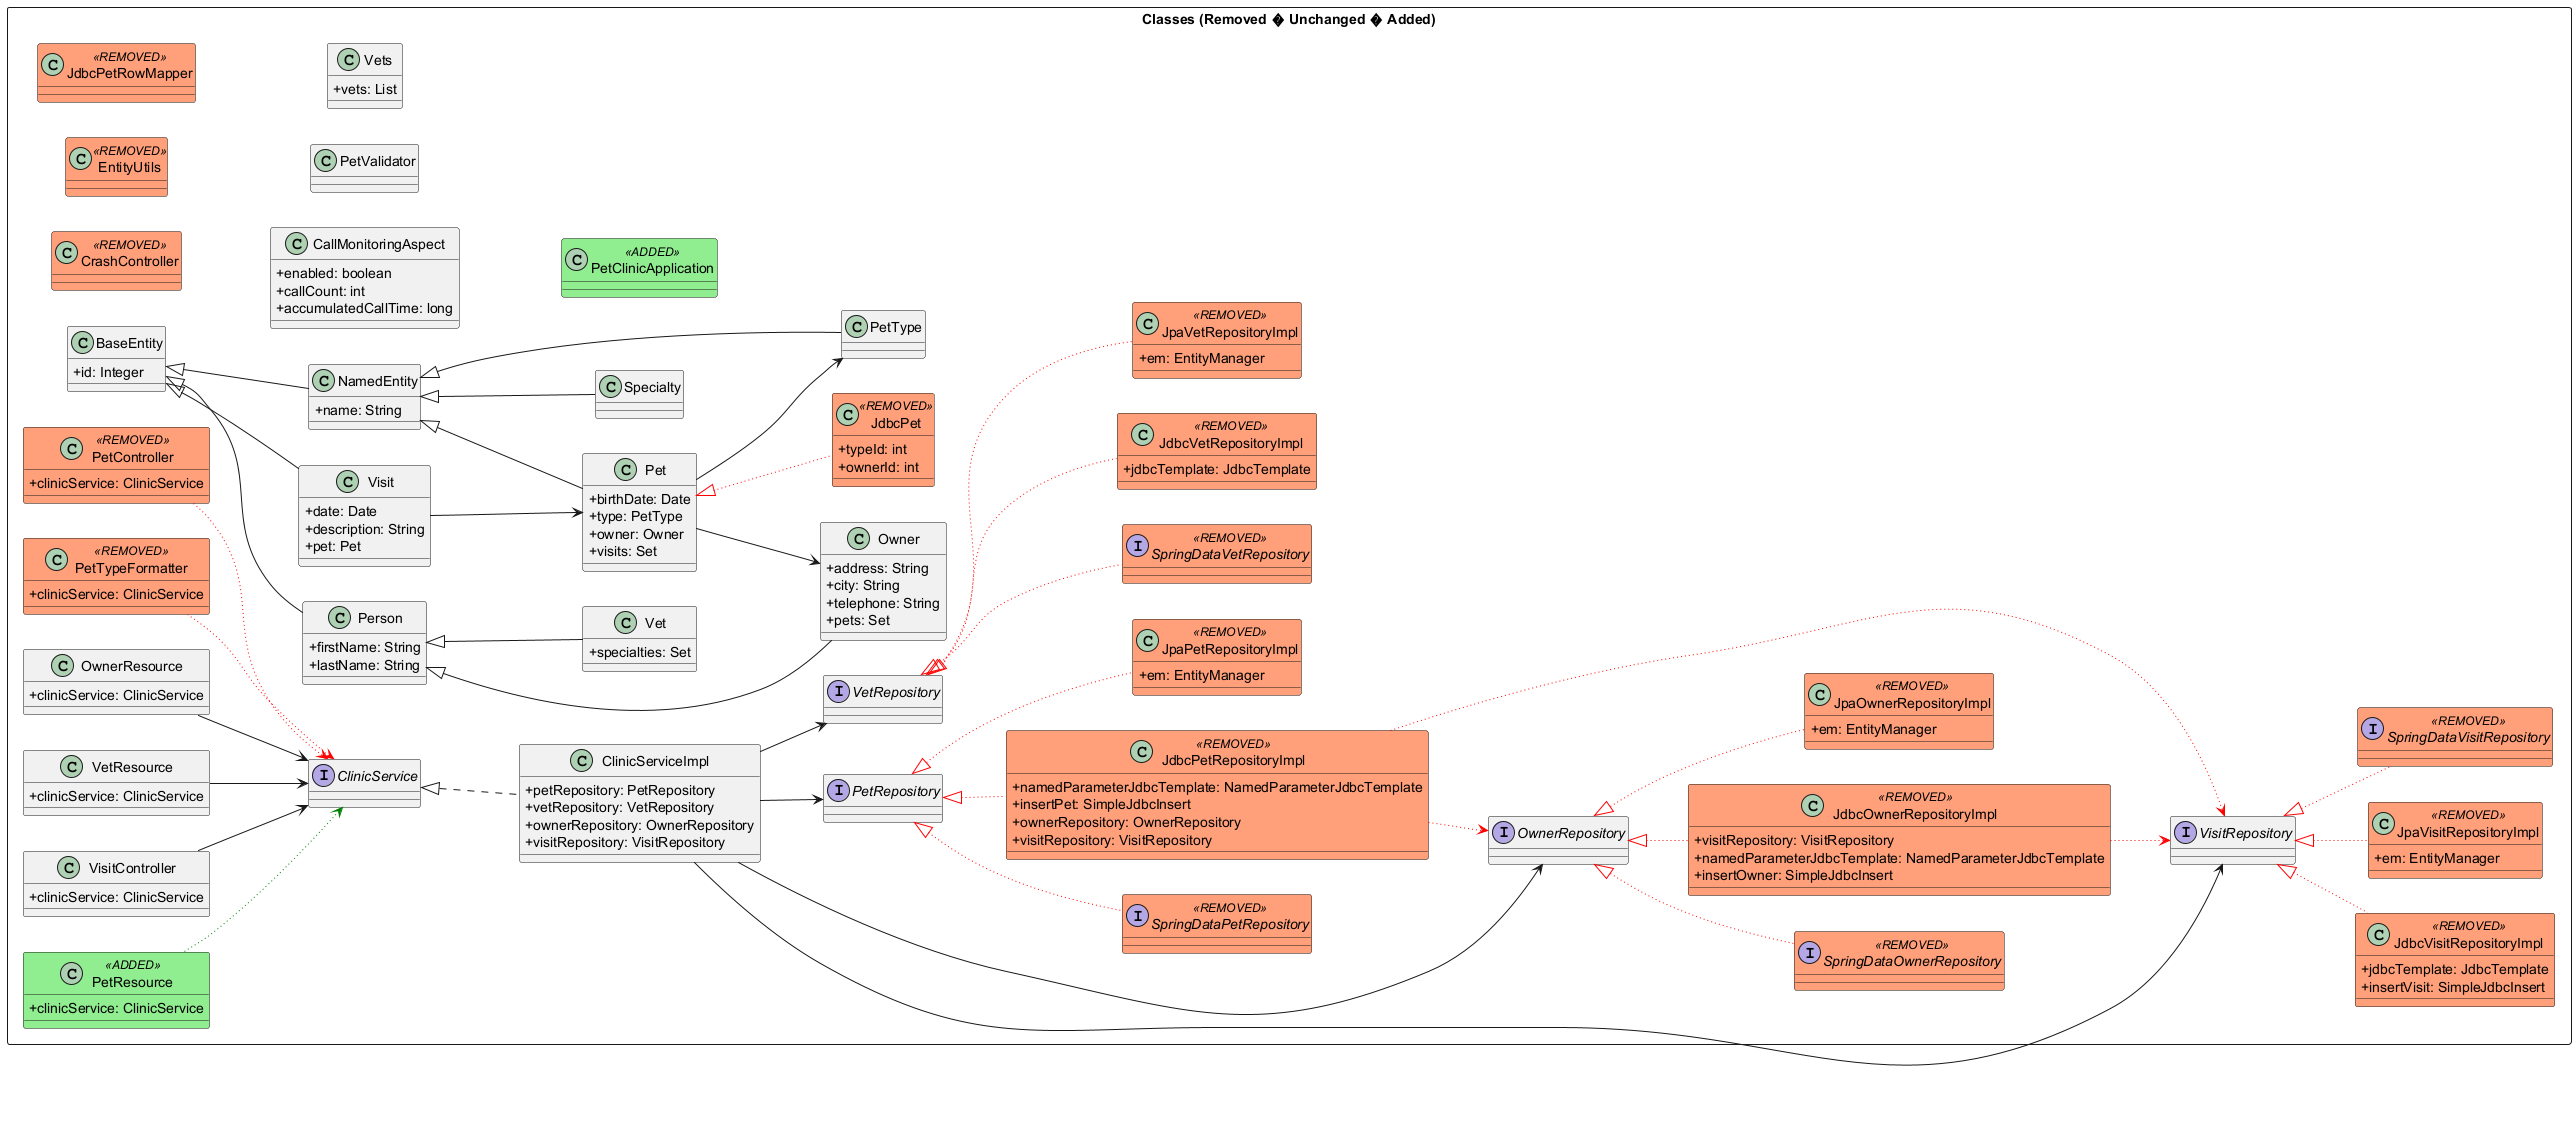 Classes (Removed � Unchanged � Added)
«REMOVED»
JdbcPetRowMapper
Vets
+vets: List
«REMOVED»
EntityUtils
PetValidator
«REMOVED»
CrashController
CallMonitoringAspect
+enabled: boolean
+callCount: int
+accumulatedCallTime: long
«ADDED»
PetClinicApplication
BaseEntity
+id: Integer
NamedEntity
+name: String
PetType
Specialty
«REMOVED»
JdbcPet
+typeId: int
+ownerId: int
«REMOVED»
PetController
+clinicService: ClinicService
Visit
+date: Date
+description: String
+pet: Pet
Pet
+birthDate: Date
+type: PetType
+owner: Owner
+visits: Set
Owner
+address: String
+city: String
+telephone: String
+pets: Set
«REMOVED»
PetTypeFormatter
+clinicService: ClinicService
Person
+firstName: String
+lastName: String
Vet
+specialties: Set
OwnerResource
+clinicService: ClinicService
VetResource
+clinicService: ClinicService
VisitController
+clinicService: ClinicService
«ADDED»
PetResource
+clinicService: ClinicService
ClinicService
ClinicServiceImpl
+petRepository: PetRepository
+vetRepository: VetRepository
+ownerRepository: OwnerRepository
+visitRepository: VisitRepository
VetRepository
PetRepository
«REMOVED»
JpaVetRepositoryImpl
+em: EntityManager
«REMOVED»
JdbcVetRepositoryImpl
+jdbcTemplate: JdbcTemplate
«REMOVED»
SpringDataVetRepository
«REMOVED»
JpaPetRepositoryImpl
+em: EntityManager
«REMOVED»
JdbcPetRepositoryImpl
+namedParameterJdbcTemplate: NamedParameterJdbcTemplate
+insertPet: SimpleJdbcInsert
+ownerRepository: OwnerRepository
+visitRepository: VisitRepository
«REMOVED»
SpringDataPetRepository
OwnerRepository
«REMOVED»
JpaOwnerRepositoryImpl
+em: EntityManager
«REMOVED»
JdbcOwnerRepositoryImpl
+visitRepository: VisitRepository
+namedParameterJdbcTemplate: NamedParameterJdbcTemplate
+insertOwner: SimpleJdbcInsert
«REMOVED»
SpringDataOwnerRepository
VisitRepository
«REMOVED»
SpringDataVisitRepository
«REMOVED»
JpaVisitRepositoryImpl
+em: EntityManager
«REMOVED»
JdbcVisitRepositoryImpl
+jdbcTemplate: JdbcTemplate
+insertVisit: SimpleJdbcInsert